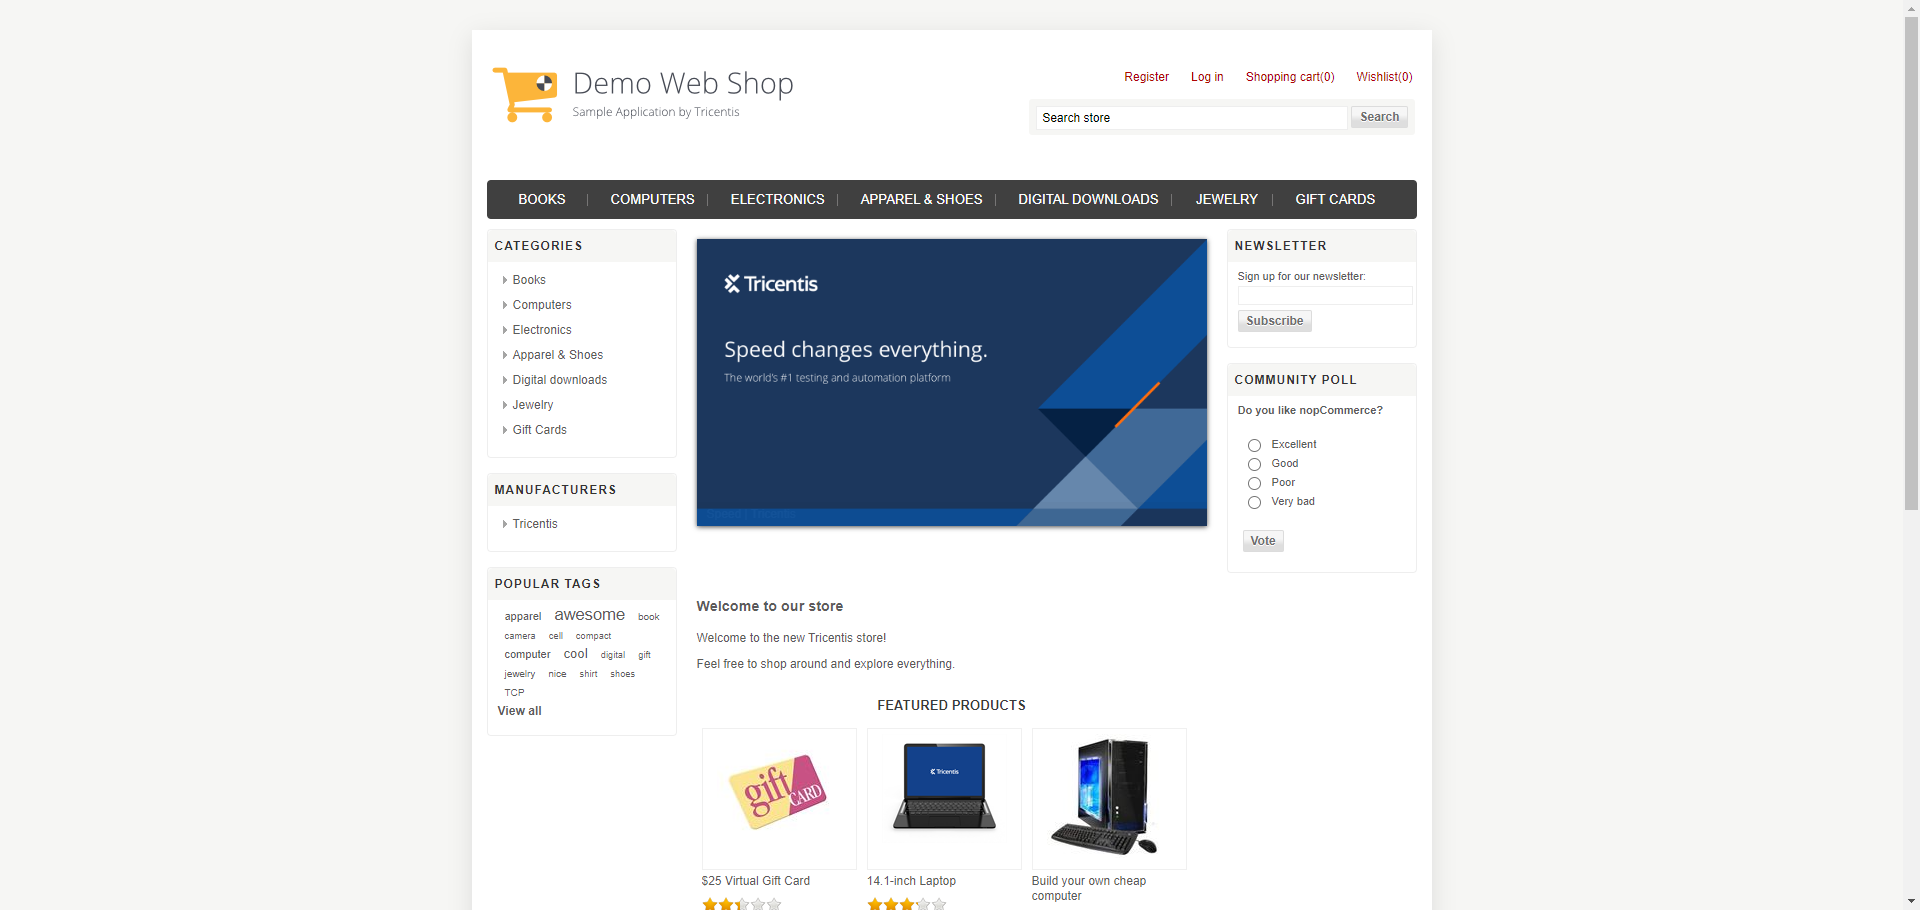 Demo Web Shop
Sample Application by Tricentis
Register Log in Shopping cart(0) Wishlist(0)
Search store Search
BOOKS COMPUTERS ELECTRONICS APPAREL & SHOES DIGITAL DOWNLOADS JEWELRY GIFT CARDS
CATEGORIES
Books
Computers
Electronics
Apparel & Shoes
Digital downloads
Jewelry
Gift Cards
MANUFACTURERS
Tricentis
POPULAR TAGS
apparel awesome book
camera cell compact
computer cool digital gift
jewelry nice shirt shoes
TCP
View all
Tricentis
Speed changes everything.
The world's #1 testing and automation platform
Welcome to our store
Welcome to the new Tricentis store!
Feel free to shop around and explore everything.
FEATURED PRODUCTS
gift CARD
Tricentis
$25 Virtual Gift Card
14.1-inch Laptop
Build your own cheap
computer
NEWSLETTER
Sign up for our newsletter:
Subscribe
COMMUNITY POLL
Do you like nopCommerce?
Excellent
Good
Poor
Very bad
Vote